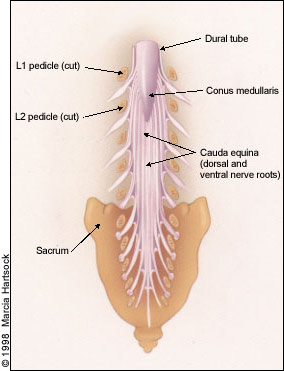 Dural tube
L1 pedicle (cut)
Conus medullaris
L2 pedicle (cut)
Cauda equina
(dorsal and
ventral nerve roots)
Sacrum
© 1998 Marcia Hartsock